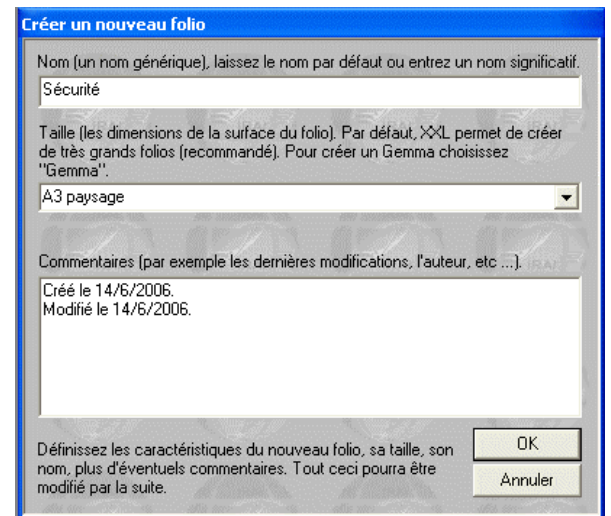 Créer un nouveau folio
Nom (un nom générique), laissez le nom par défaut ou entrez un nom significatif.
Sécurité
Taille (les dimensions de la surface du folio). Par défaut, XXL permet de créer
de très grands folios (recommandé). Pour créer un Gemma choisissez
"Gemma".
A3 paysage
Commentaires (par exemple les dernières modifications, l'auteur, etc ...).
Créé le 14/6/2006.
Modifié le 14/6/2006.
Définissez les caractéristiques du nouveau folio, sa taille, son
nom, plus d'éventuels commentaires. Tout ceci pourra être
modifié par la suite.
OK
Annuler